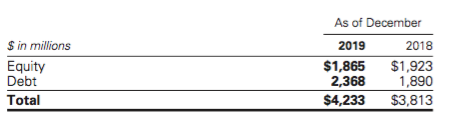 As of December
$ in millions 2019 2018
Equity $1,865 $1,923
Debt 2,368 1,890
Total $4,233 $3,813